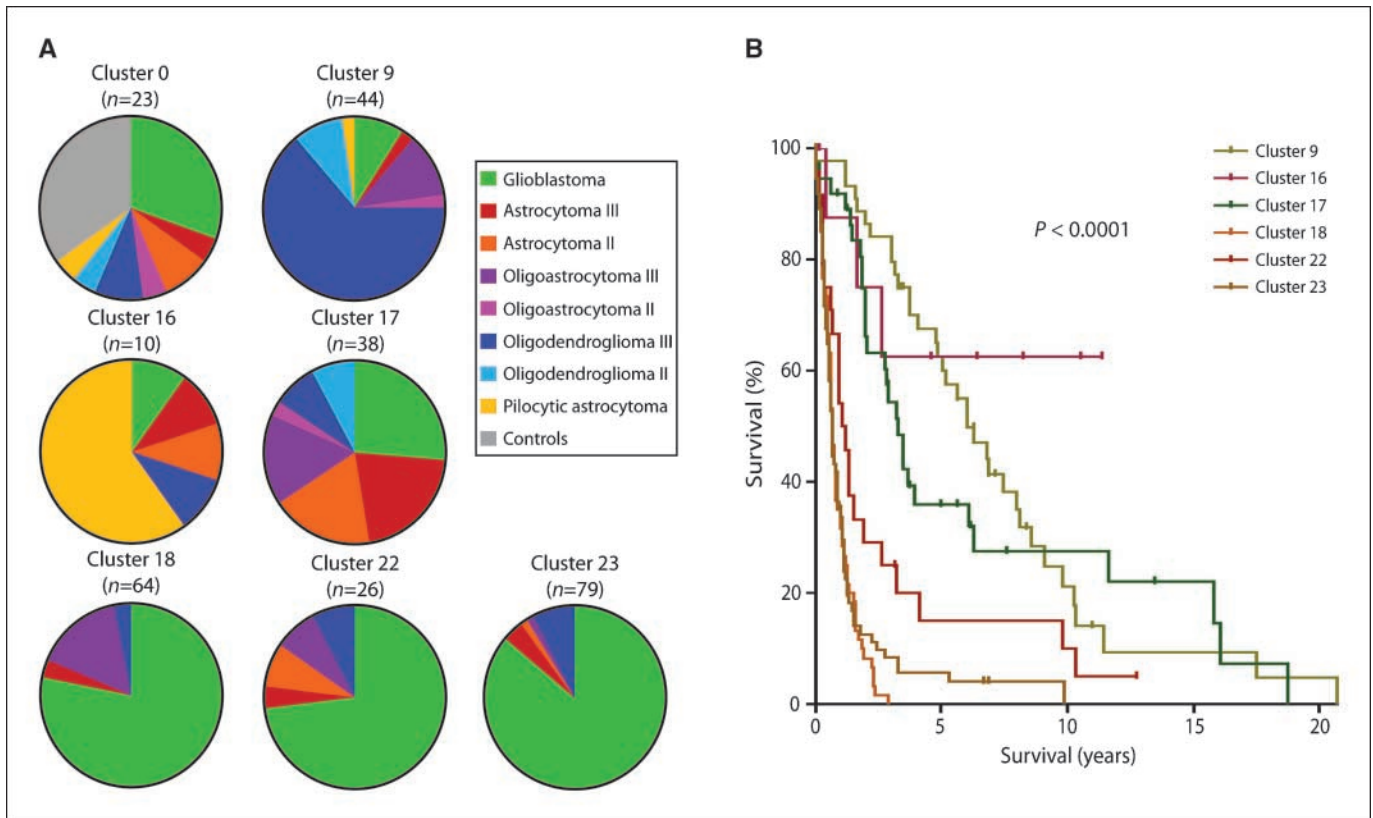 A
Cluster 0
(n=23)
Cluster 9
(n=44)
Cluster 16
(n=10)
Cluster 17
(n=38)
Cluster 18
(n=64)
Cluster 22
(n=26)
Cluster 23
(n=79)
Glioblastoma
Astrocytoma III
Astrocytoma II
Oligoastrocytoma III
Oligoastrocytoma II
Oligodendroglioma III
Oligodendroglioma II
Pilocytic astrocytoma
Controls
B
Survival (%)
100
80
60
40
20
0
0 5 10 15 20
Survival (years)
P < 0.0001
Cluster 9
Cluster 16
Cluster 17
Cluster 18
Cluster 22
Cluster 23